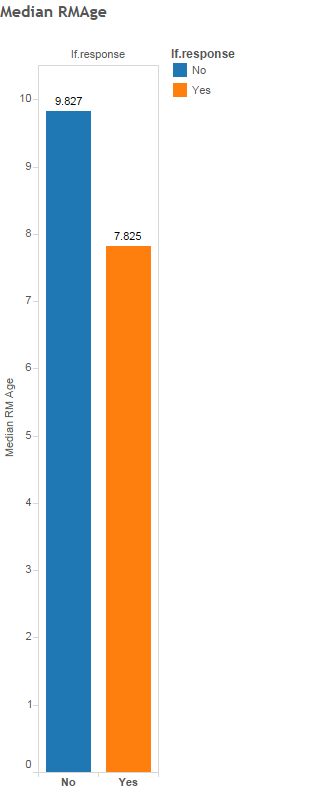 Median RMAge
If.response
If.response
No
Yes
10
9.827
9
8
7.825
7
6
5
Median RM Age
4
3
2
1
0
No
Yes